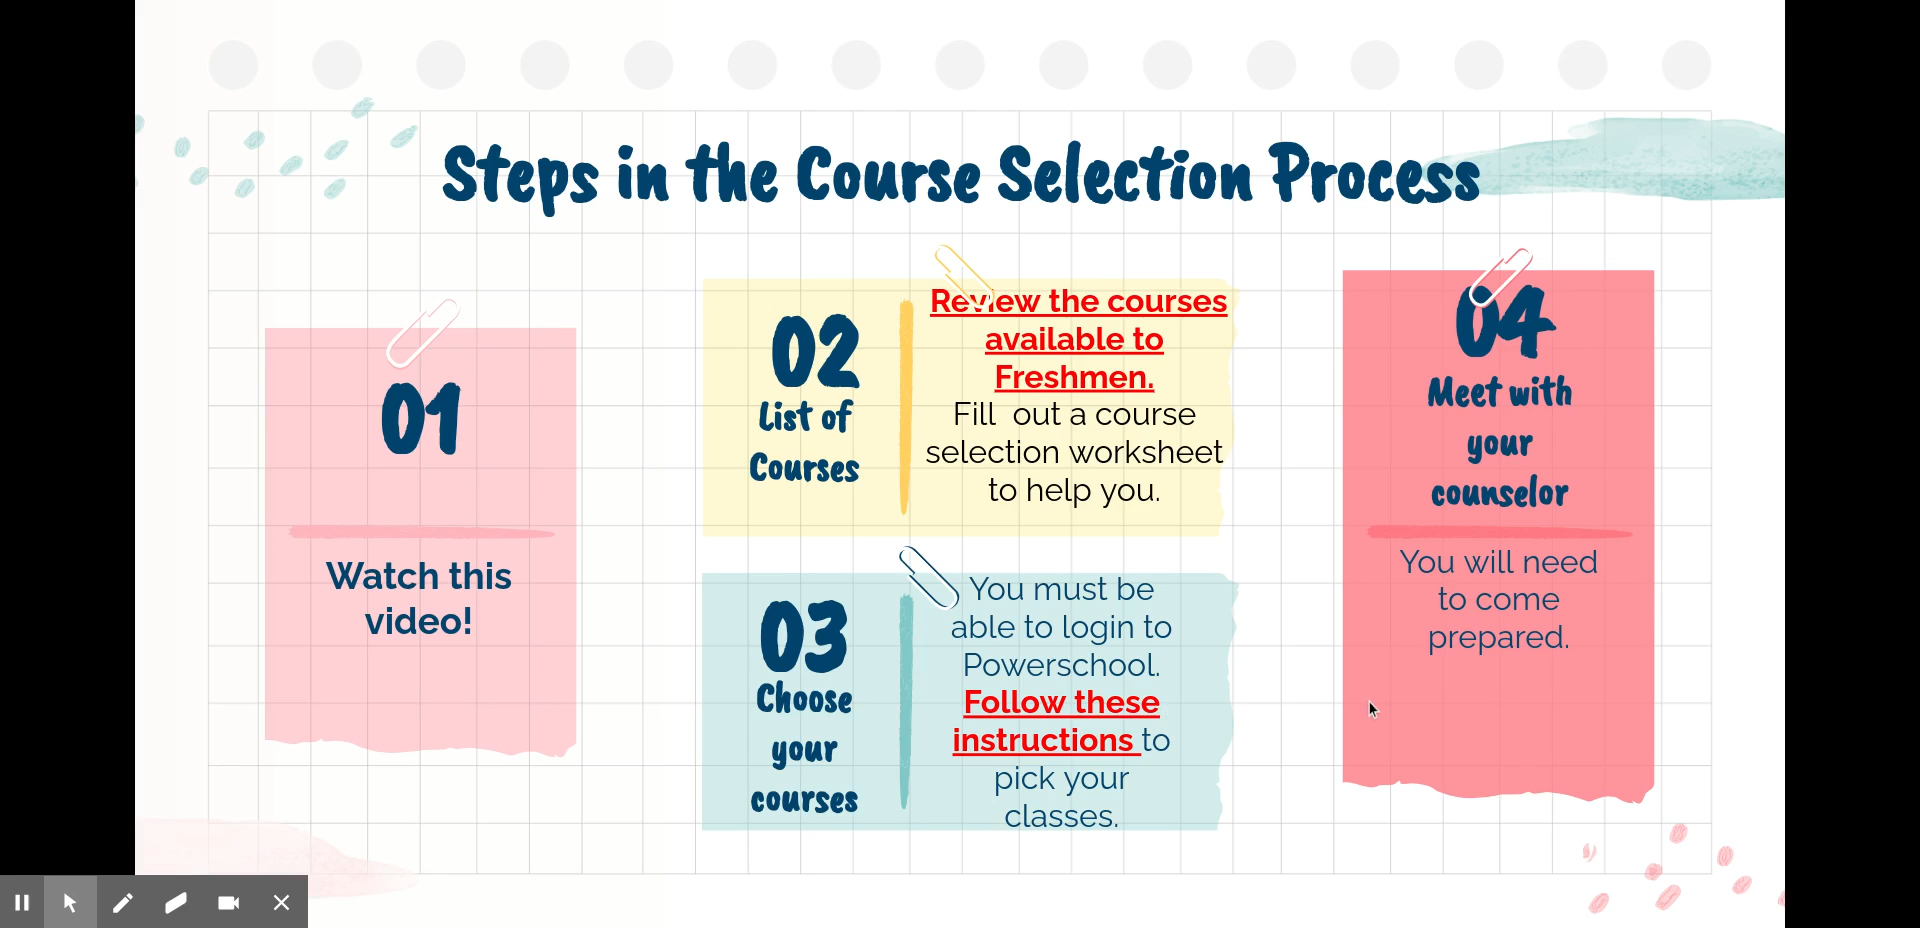 Steps in the Course Selection Process
01
Watch this
video!
02
List of
Courses
Review the courses
available to
Freshmen.
Fill  out a course
selection worksheet
to help you.
03
Choose
your
courses
You must be
able to login to
Powerschool.
Follow these
instructions to
pick your
classes.
04
Meet with
your
counselor
You will need
to come
prepared.